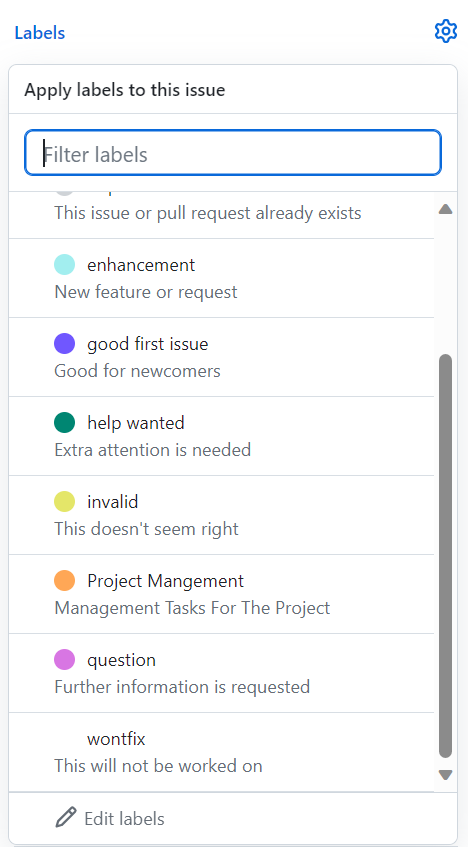 Labels
Apply labels to this issue
Filter labels
This issue or pull request already exists
enhancement
New feature or request
good first issue
Good for newcomers
help wanted
Extra attention is needed
invalid
This doesn't seem right
Project Mangement
Management Tasks For The Project
question
Further information is requested
wontfix
This will not be worked on
Edit labels